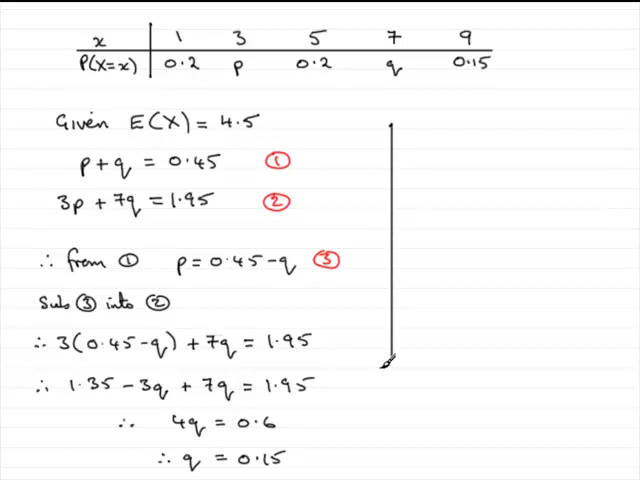 x 1 3 5 7 9
P(X=x) 0.2 p 0.2 q 0.15
Given E(X) = 4.5
p + q = 0.45 ①
3p + 7q = 1.95 ②
∴ from ① p = 0.45 - q ③
Subs ③ into ②
∴ 3(0.45 - q) + 7q = 1.95
∴ 1.35 - 3q + 7q = 1.95
∴ 4q = 0.6
∴ q = 0.15